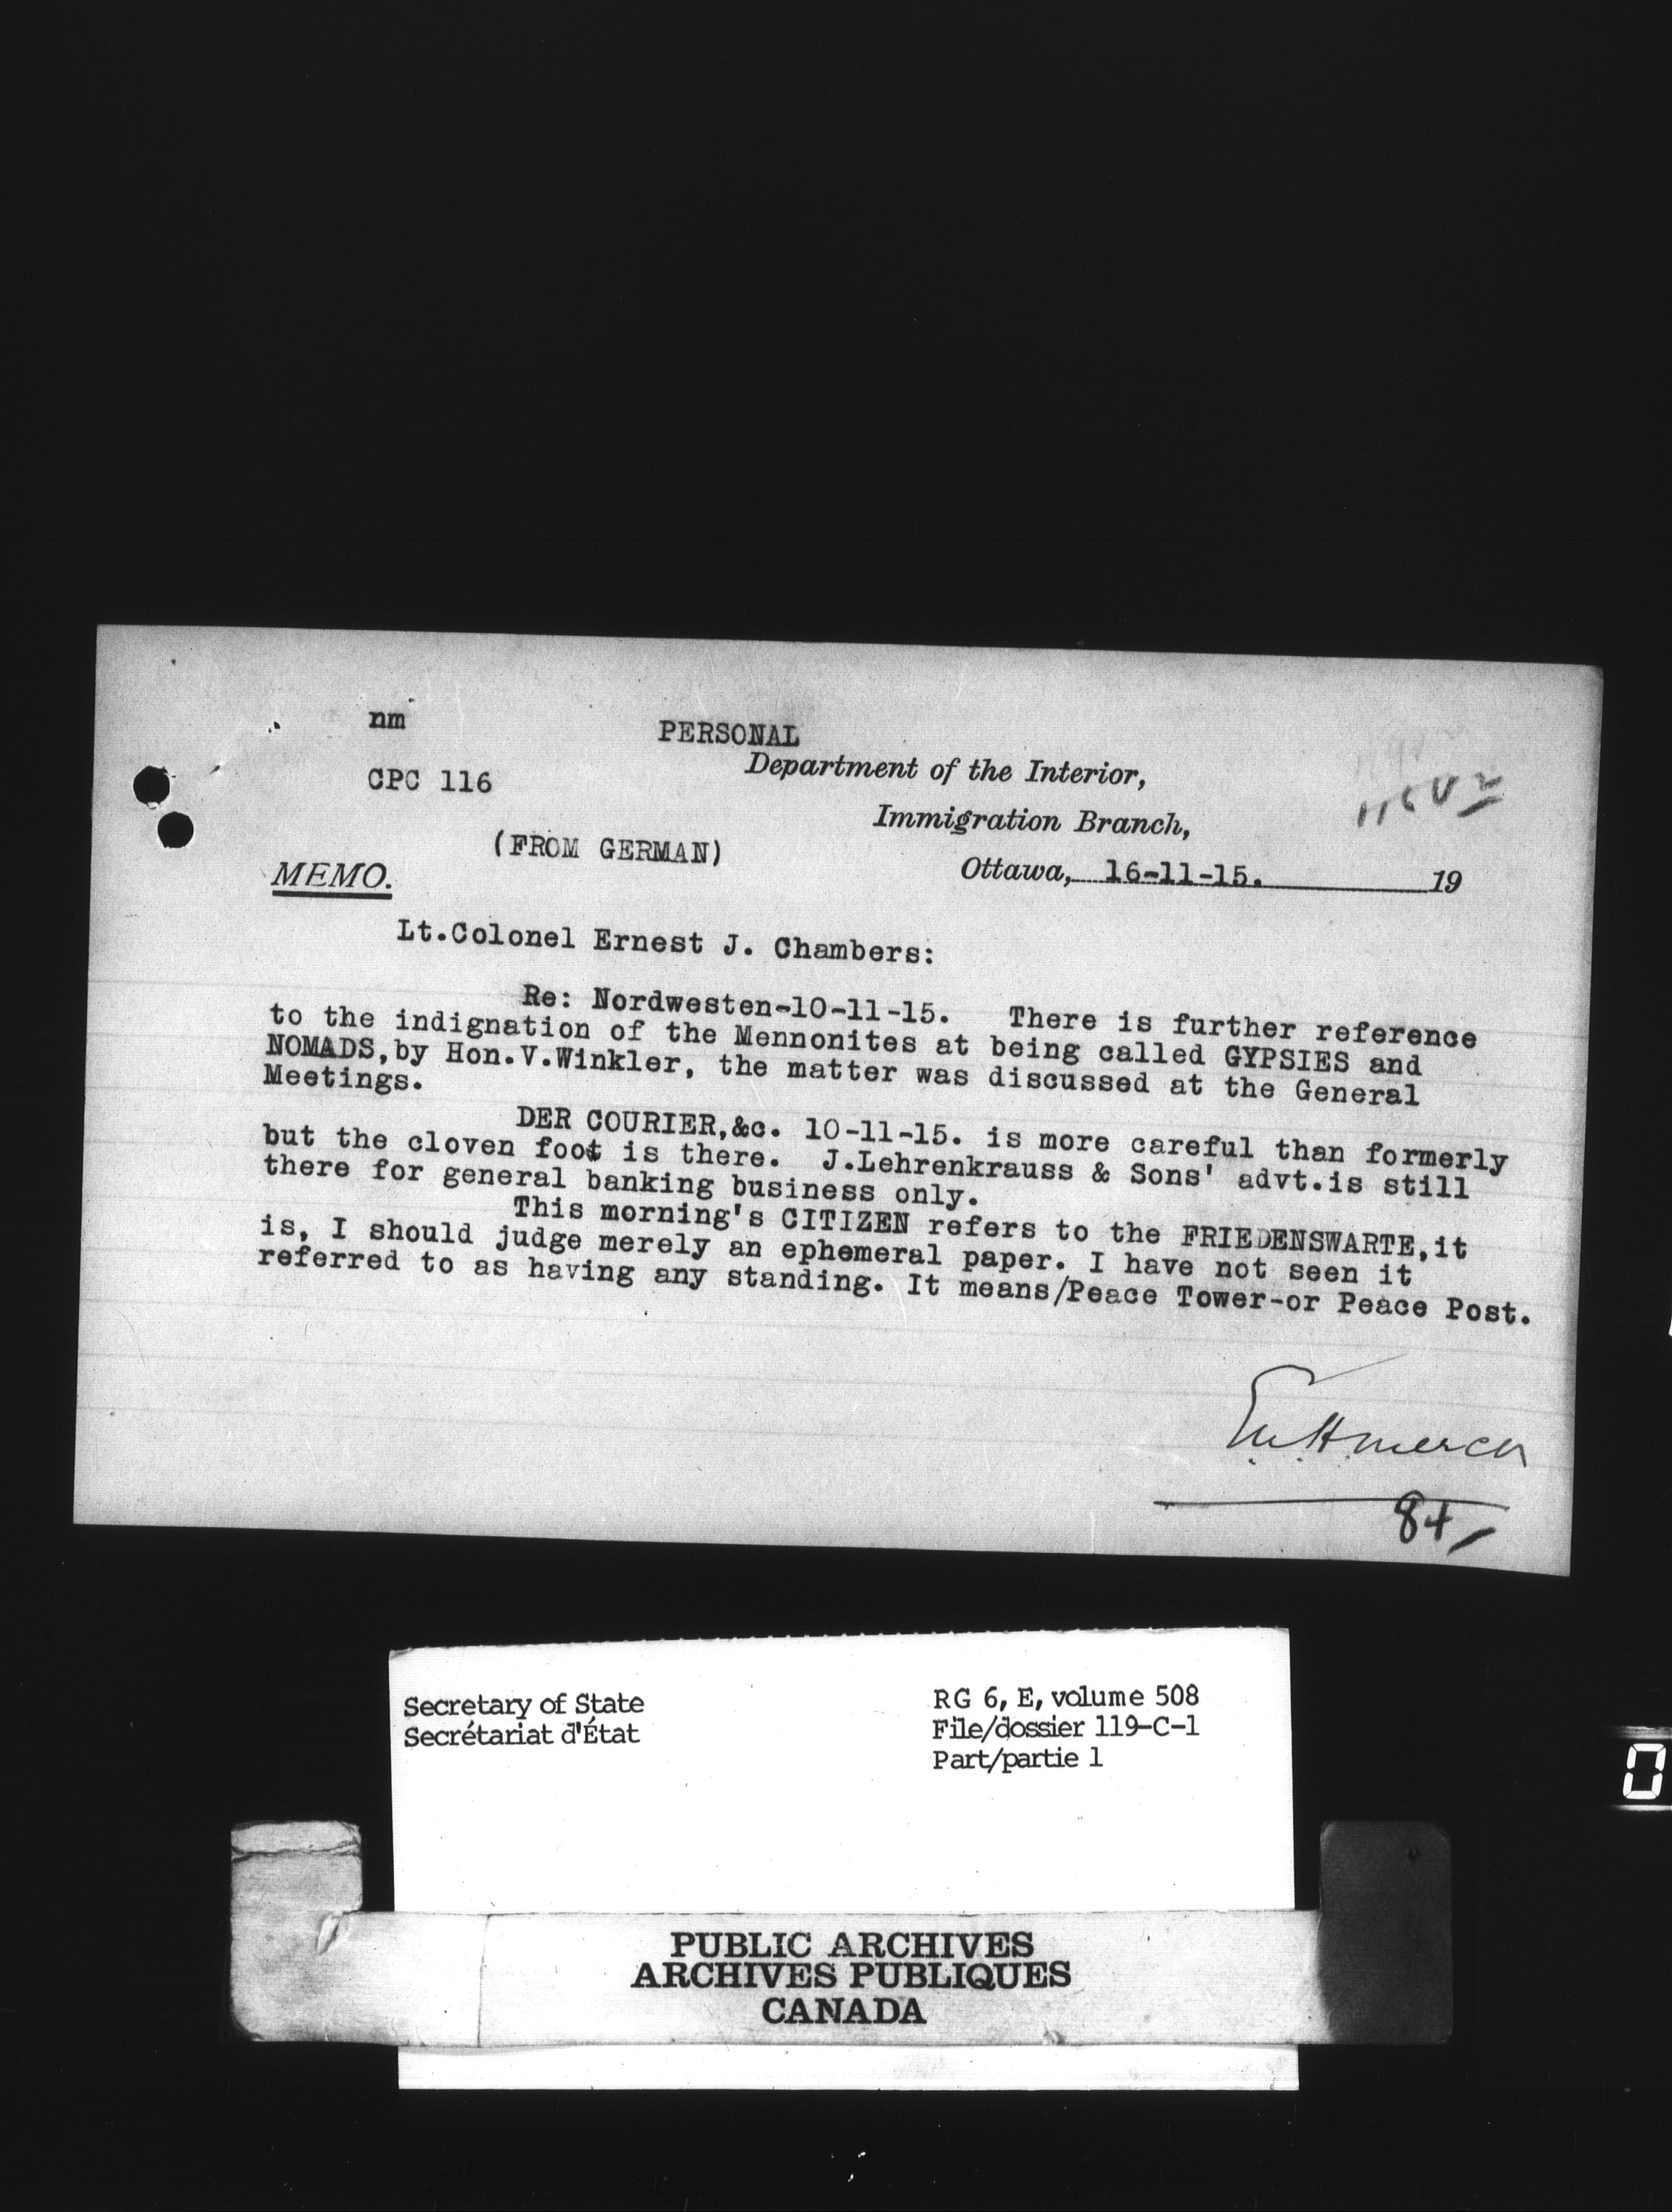 nm
PERSONAL
CPC 116
Department of the Interior,
Immigration Branch,
(FROM GERMAN)
MEMO.
Ottawa, 16-11-15. 19
Lt.Colonel Ernest J. Chambers:
Re: Nordwesten-10-11-15. There is further reference
to the indignation of the Mennonites at being called GYPSIES and
NOMADS,by Hon.V.Winkler, the matter was discussed at the General
Meetings.
DER COURIER,&c. 10-11-15. is more careful than formerly
but the cloven foot is there. J.Lehrenkrauss & Sons' advt.is still
there for general banking business only.
This morning's CITIZEN refers to the FRIEDENSWARTE,it
is, I should judge merely an ephemeral paper. I have not seen it
referred to as having any standing. It means/Peace Tower-or Peace Post.
84
Secretary of State
Secrétariat d'État
RG 6, E, volume 508
File/dossier 119-C-1
Part/partie 1
0
PUBLIC ARCHIVES
ARCHIVES PUBLIQUES
CANADA